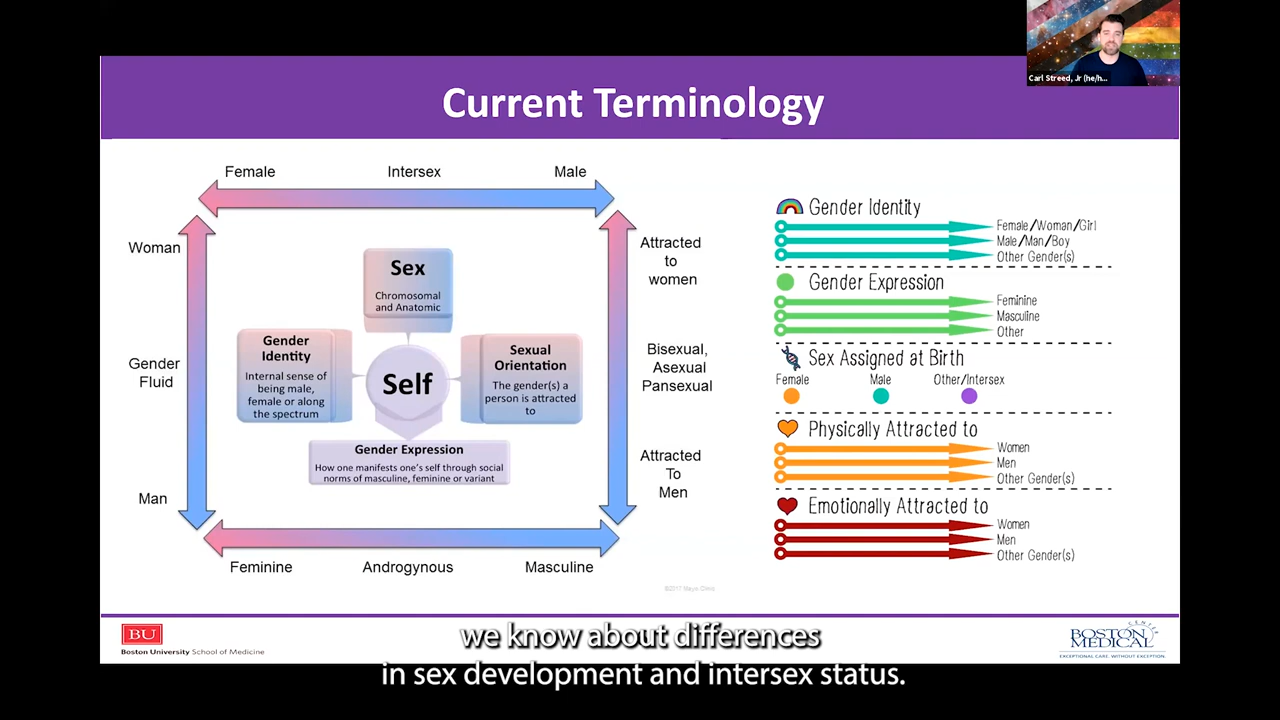 Carl Streed, Jr (he/h...
Current Terminology
Female
Intersex
Male
Woman
Gender
Fluid
Man
Sex
Chromosomal
and Anatomic
Gender
Identity
Internal sense of
being male,
female or along
the spectrum
Self
Sexual
Orientation
The gender(s) a
person is attracted
to
Gender Expression
How one manifests one's self through social
norms of masculine, feminine or variant
Attracted
to
women
Bisexual,
Asexual
Pansexual
Attracted
To
Men
Feminine
Androgynous
Masculine
Gender Identity
Female/Woman/Girl
Male/Man/Boy
Other Gender(s)
Gender Expression
Feminine
Masculine
Other
Sex Assigned at Birth
Female
Male
Other/Intersex
Physically Attracted to
Women
Men
Other Gender(s)
Emotionally Attracted to
Women
Men
Other Gender(s)
©2017 Mayo Clinic
BU
Boston University School of Medicine
BOSTON
MEDICAL
CENTER
EXCEPTIONAL CARE. WITHOUT EXCEPTION.
we know about differences
in sex development and intersex status.